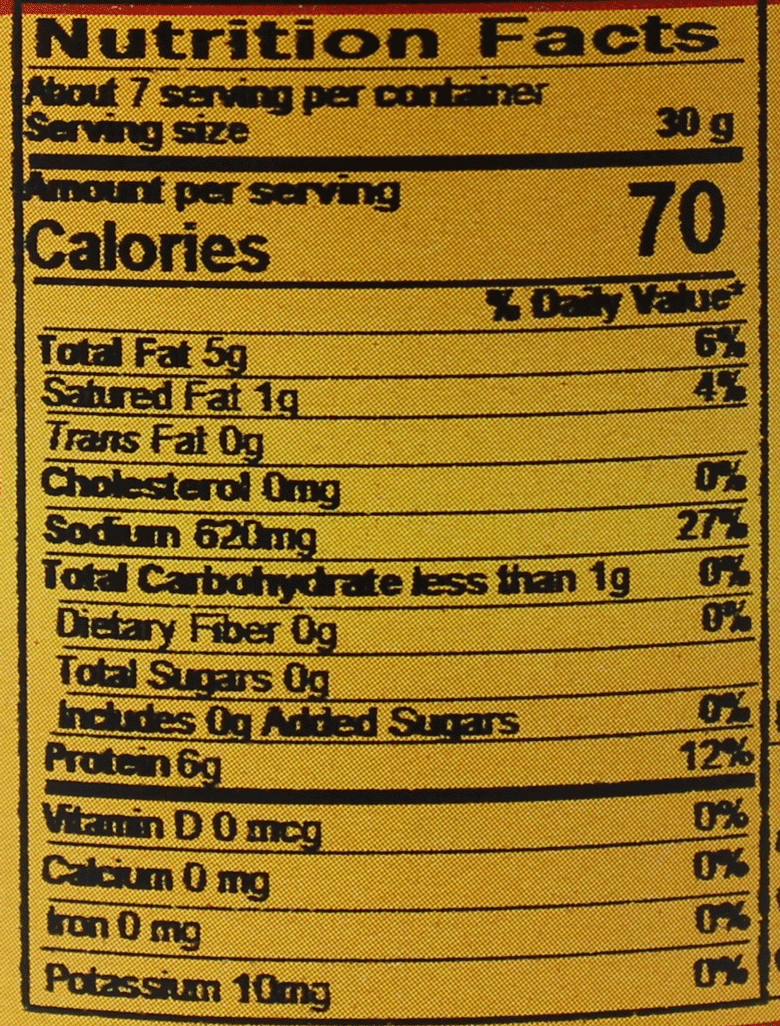 Nutrition Facts
About 7 serving per container
Serving size 30 g
Amount per serving
Calories 70
% Daily Value*
Total Fat 5g 6%
Satured Fat 1g 4%
Trans Fat 0g
Cholesterol 0mg 0%
Sodium 620mg 27%
Total Carbohydrate less than 1g 0%
Dietary Fiber 0g 0%
Total Sugars 0g
Includes 0g Added Sugars 0%
Protein 6g 12%
Vitamin D 0 mcg 0%
Calcium 0 mg 0%
Iron 0 mg 0%
Potassium 10mg 0%